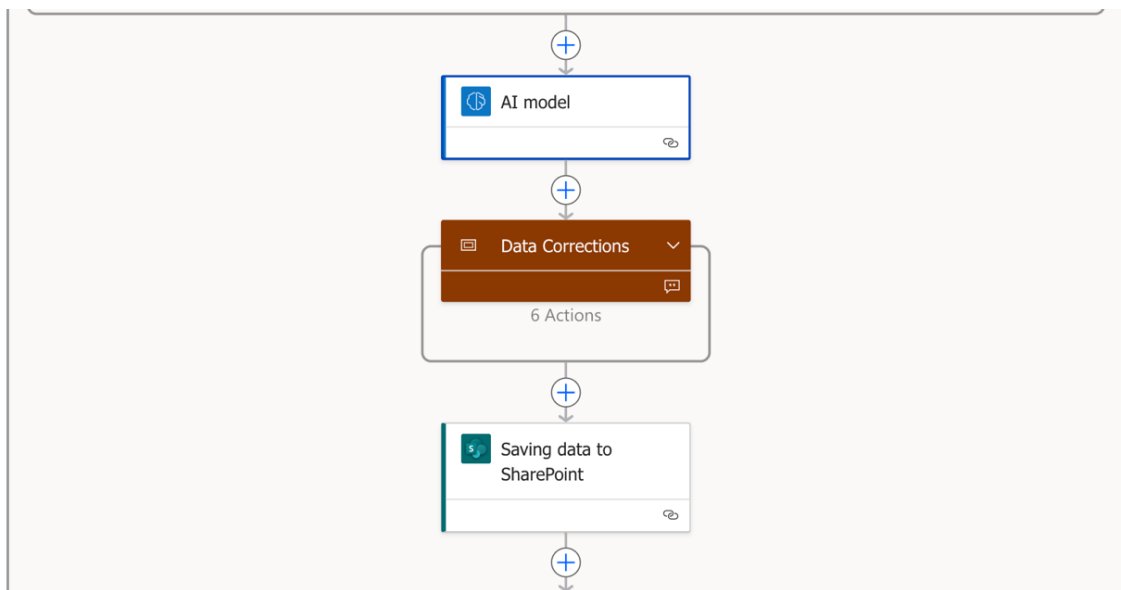 AI model
Data Corrections
6 Actions
Saving data to
SharePoint